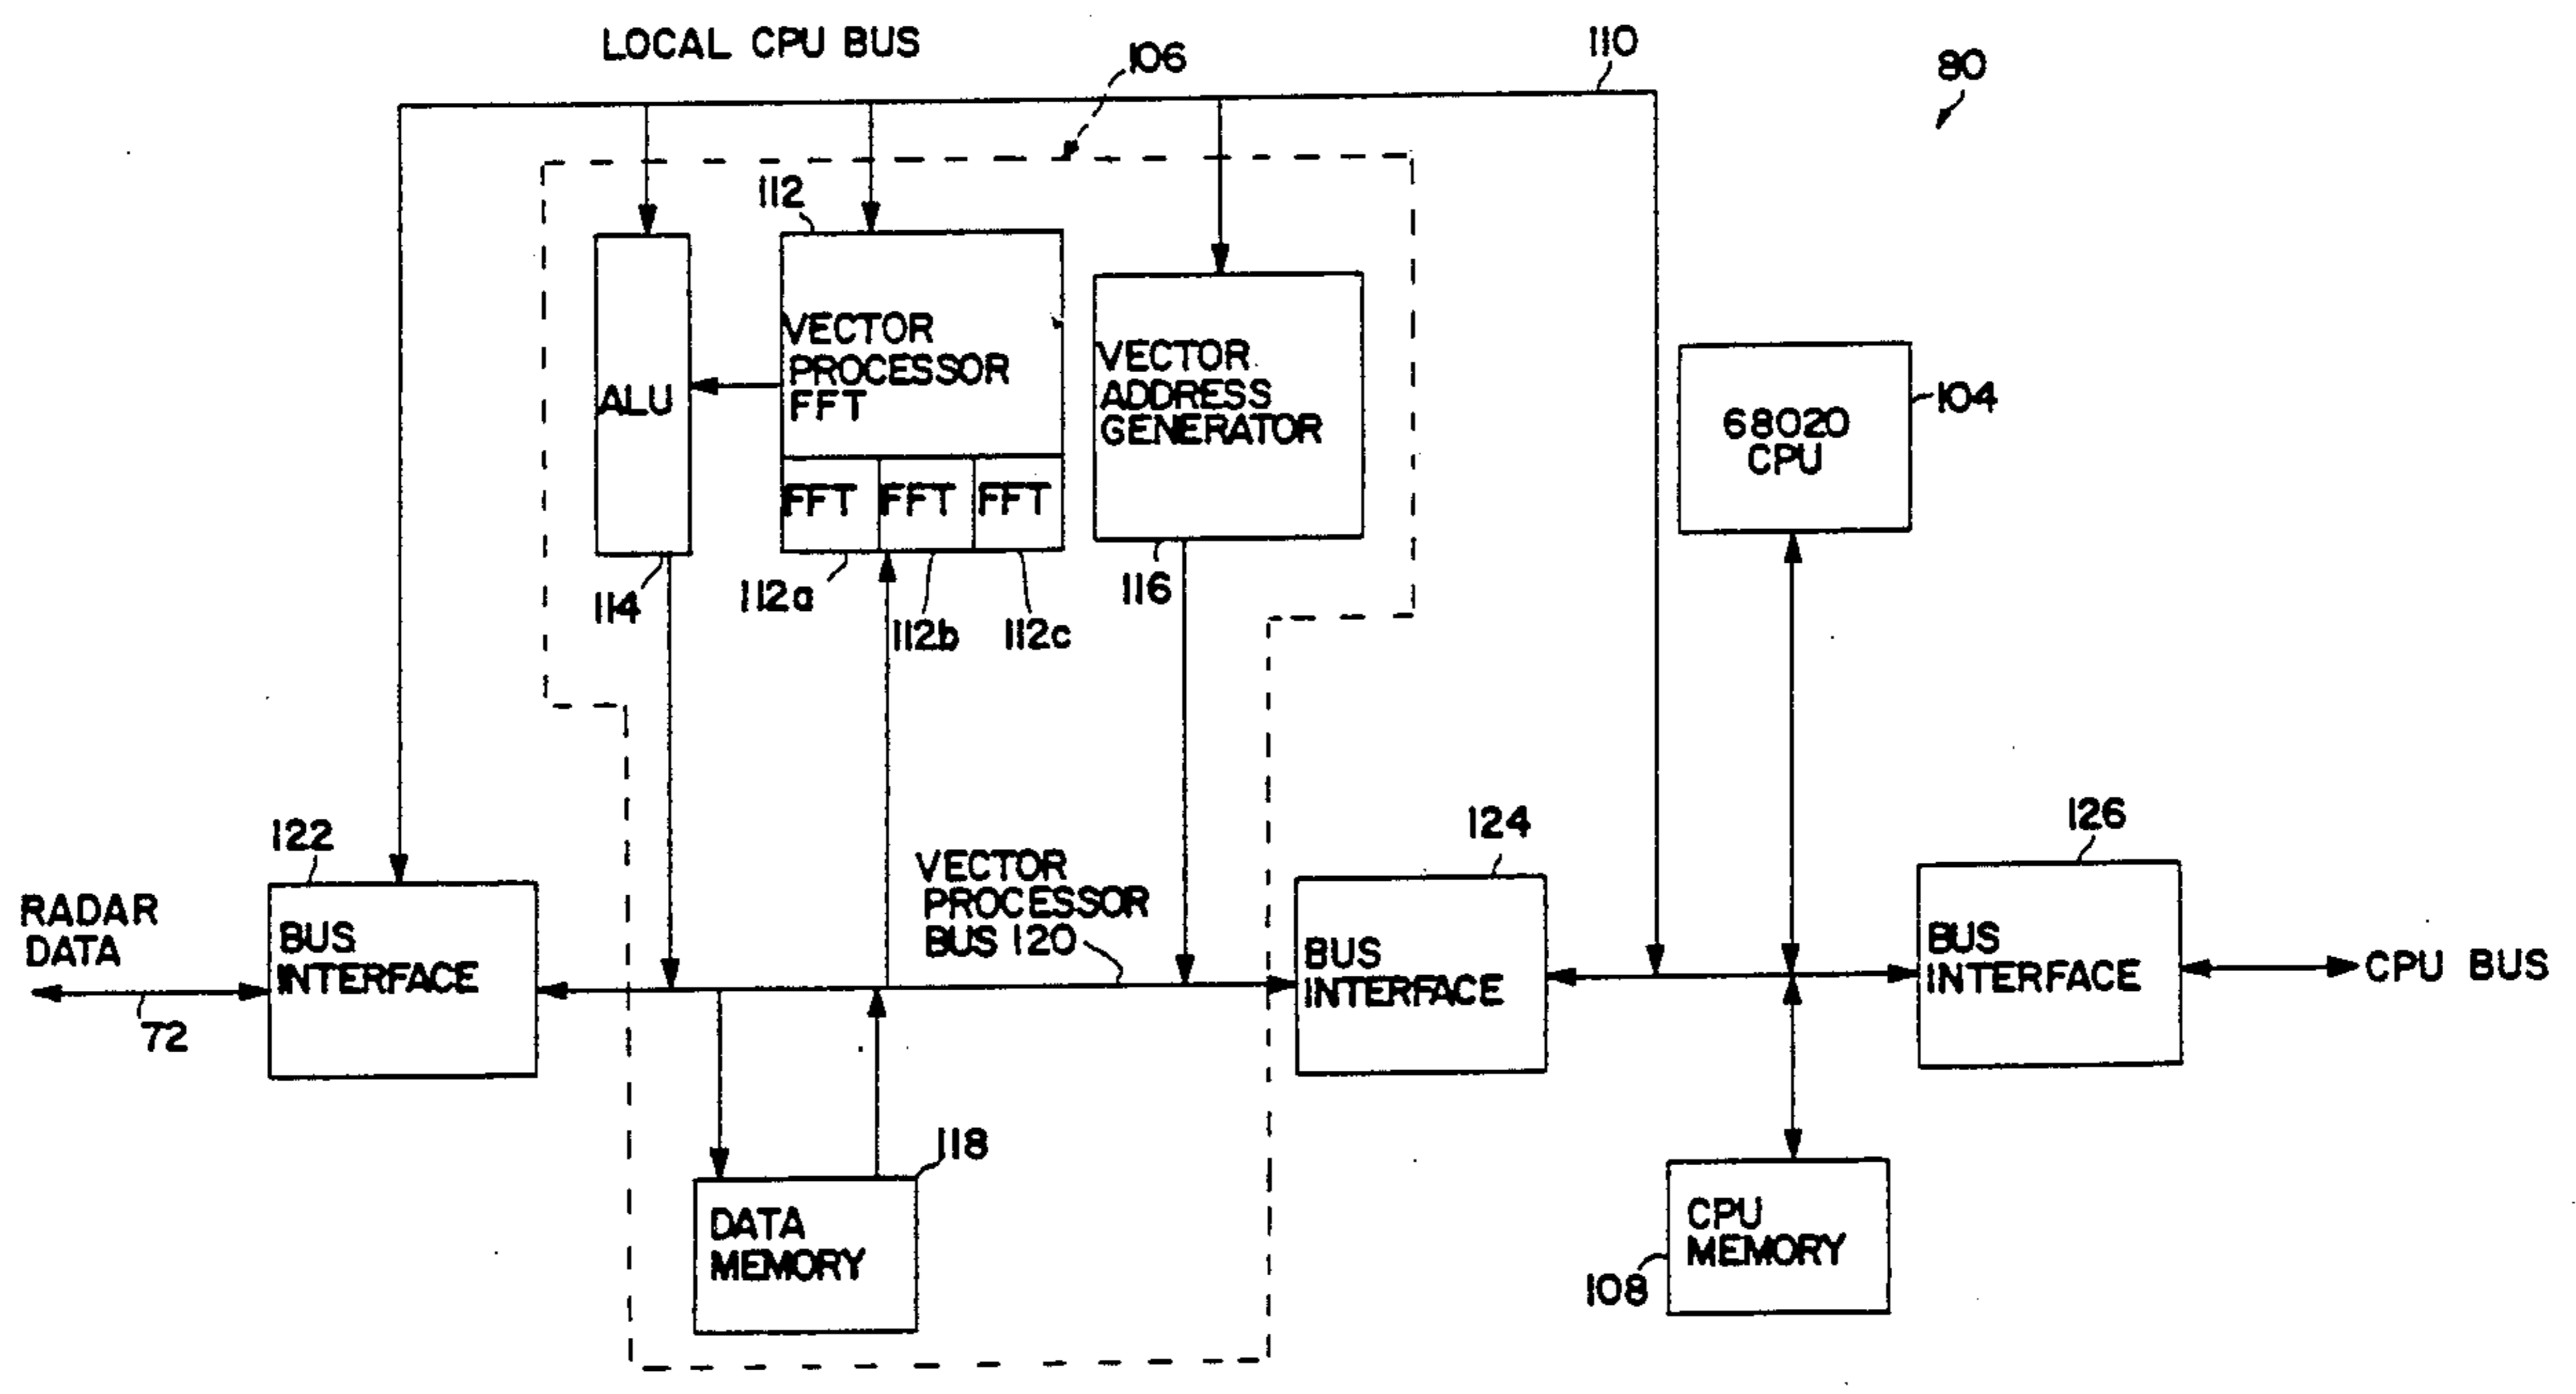 LOCAL CPU BUS
106
110
80
112
ALU
VECTOR
PROCESSOR
FFT
VECTOR
ADDRESS
GENERATOR
68020
CPU
104
FFT FFT FFT
114
112a
112b
112c
116
122
VECTOR
PROCESSOR
BUS 120
124
126
RADAR
DATA
72
BUS
INTERFACE
BUS
INTERFACE
BUS
INTERFACE
CPU BUS
118
DATA
MEMORY
CPU
MEMORY
108